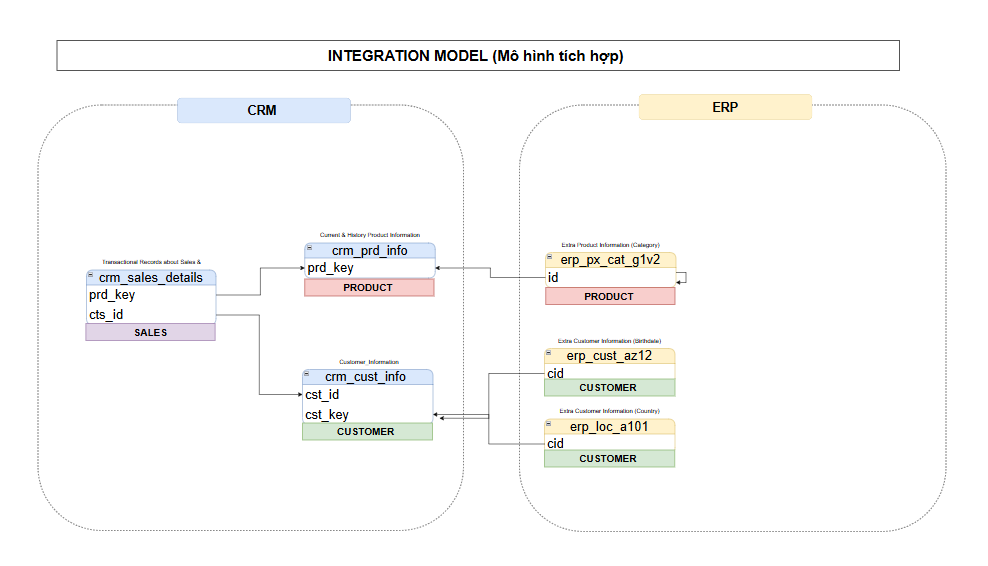 INTEGRATION MODEL (Mô hình tích hợp)
CRM
ERP
Current & History Product Information
crm_prd_info
prd_key
PRODUCT
Transactional Records about Sales &
crm_sales_details
prd_key
cts_id
SALES
Customer_Information
crm_cust_info
cst_id
cst_key
CUSTOMER
Extra Product Information (Category)
erp_px_cat_g1v2
id
PRODUCT
Extra Customer Information (Birthdate)
erp_cust_az12
cid
CUSTOMER
Extra Customer Information (Country)
erp_loc_a101
cid
CUSTOMER